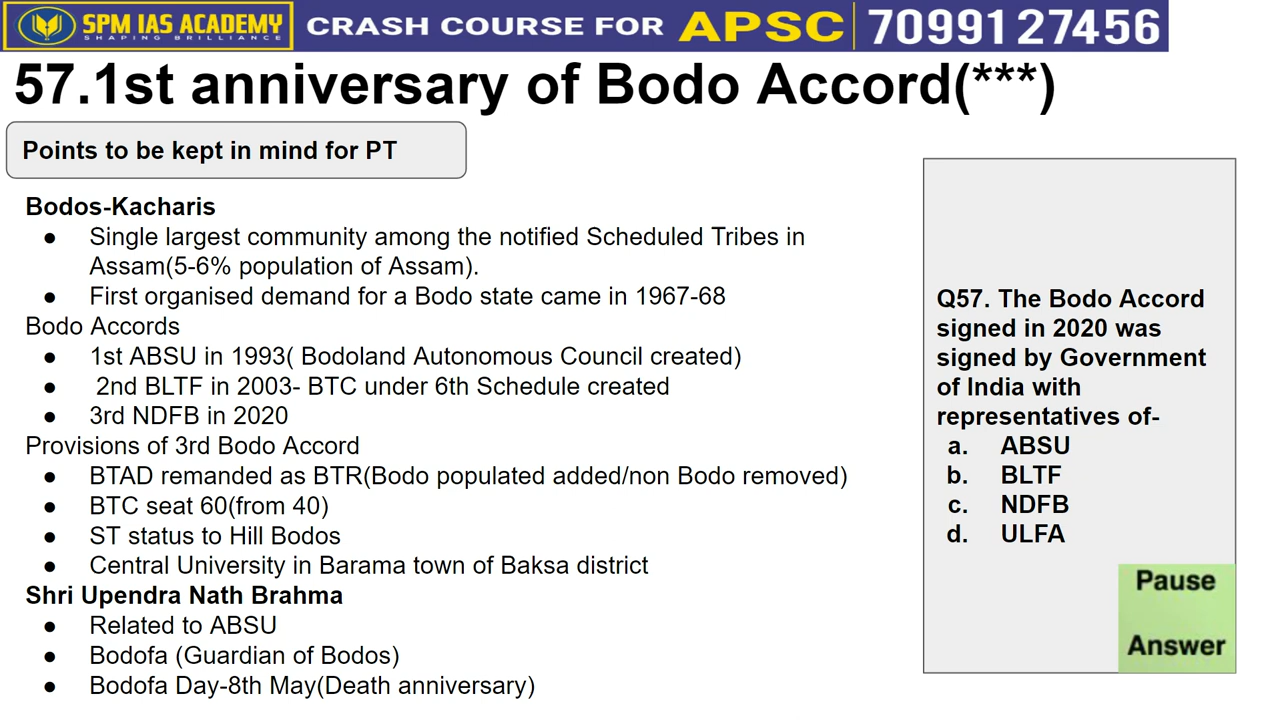 SPM IAS ACADEMY
SHAPING BRILLIANCE
CRASH COURSE FOR APSC 70991 27456
57.1st anniversary of Bodo Accord(***)
Points to be kept in mind for PT
Bodos-Kacharis
● Single largest community among the notified Scheduled Tribes in
Assam(5-6% population of Assam).
● First organised demand for a Bodo state came in 1967-68
Bodo Accords
● 1st ABSU in 1993( Bodoland Autonomous Council created)
● 2nd BLTF in 2003- BTC under 6th Schedule created
● 3rd NDFB in 2020
Provisions of 3rd Bodo Accord
● BTAD remanded as BTR(Bodo populated added/non Bodo removed)
● BTC seat 60(from 40)
● ST status to Hill Bodos
● Central University in Barama town of Baksa district
Shri Upendra Nath Brahma
● Related to ABSU
● Bodofa (Guardian of Bodos)
● Bodofa Day-8th May(Death anniversary)
Q57. The Bodo Accord
signed in 2020 was
signed by Government
of India with
representatives of-
a. ABSU
b. BLTF
c. NDFB
d. ULFA
Pause
Answer